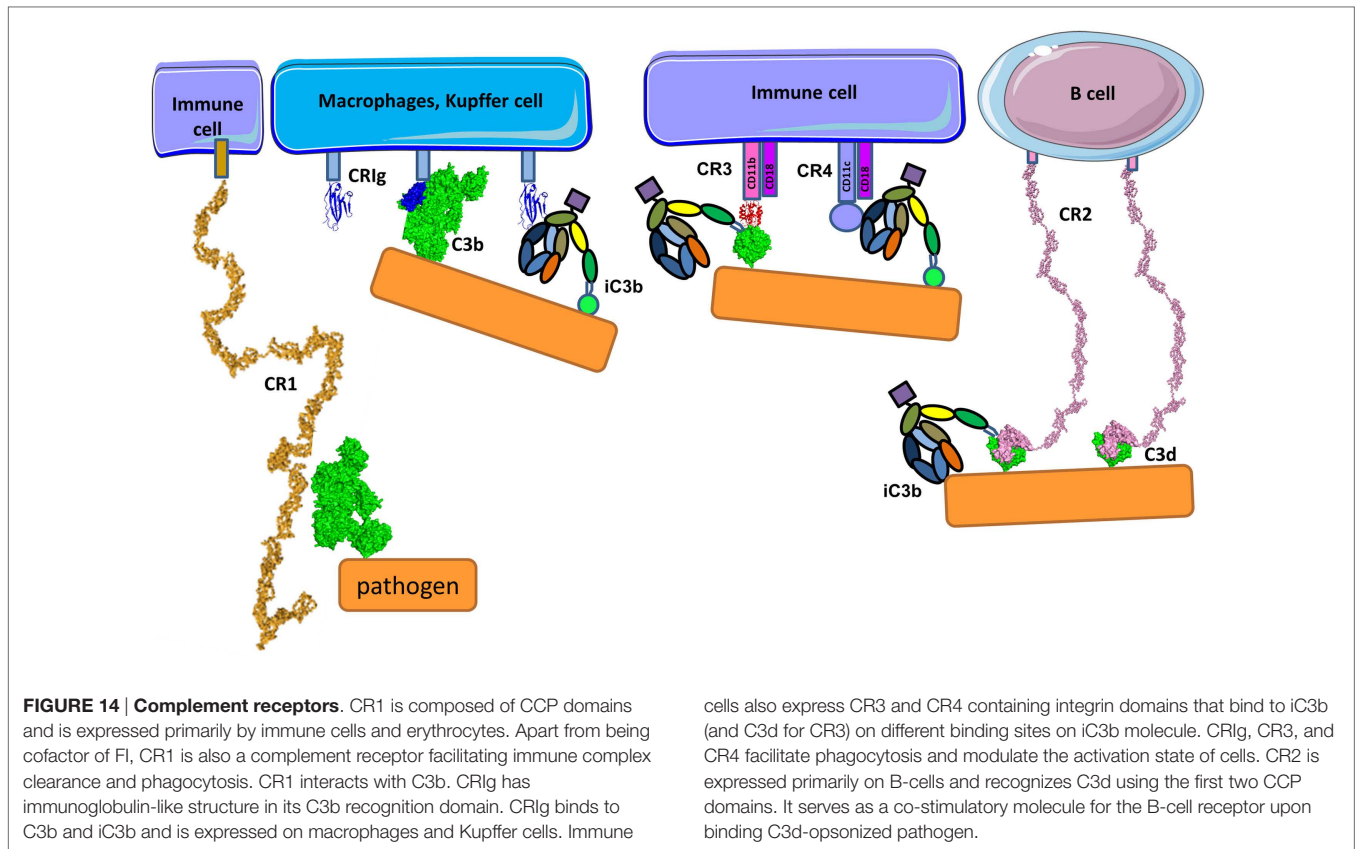 Immune
cell
Macrophages, Kupffer cell
Immune cell
B cell
CRIg
CR3
CD11b
CD18
CR4
CD11c
CD18
CR2
C3b
iC3b
CR1
C3d
iC3b
pathogen
FIGURE 14 | Complement receptors. CR1 is composed of CCP domains
and is expressed primarily by immune cells and erythrocytes. Apart from being
cofactor of FI, CR1 is also a complement receptor facilitating immune complex
clearance and phagocytosis. CR1 interacts with C3b. CRIg has
immunoglobulin-like structure in its C3b recognition domain. CRIg binds to
C3b and iC3b and is expressed on macrophages and Kupffer cells. Immune
cells also express CR3 and CR4 containing integrin domains that bind to iC3b
(and C3d for CR3) on different binding sites on iC3b molecule. CRIg, CR3, and
CR4 facilitate phagocytosis and modulate the activation state of cells. CR2 is
expressed primarily on B-cells and recognizes C3d using the first two CCP
domains. It serves as a co-stimulatory molecule for the B-cell receptor upon
binding C3d-opsonized pathogen.